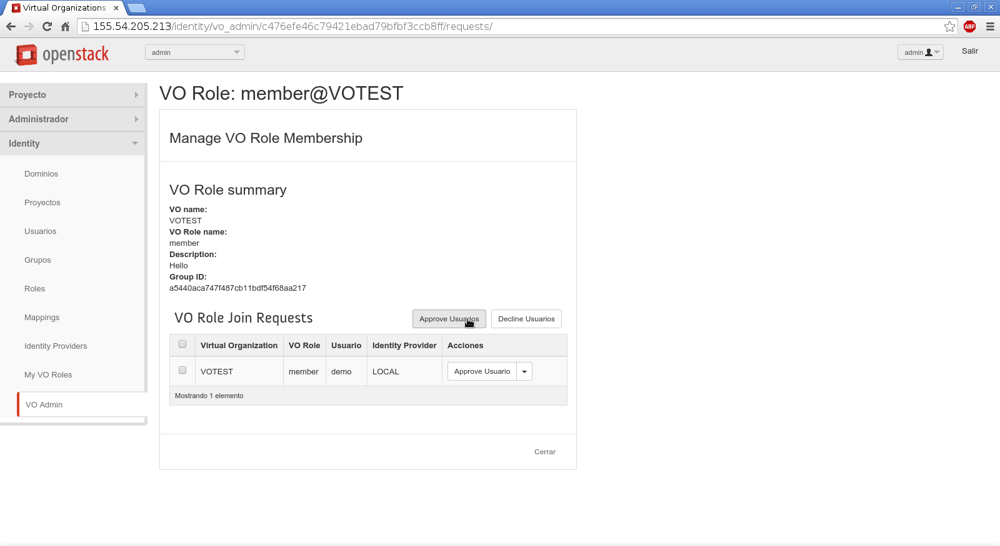 Virtual Organizations
155.54.205.213/identity/vo_admin/c476efe46c79421ebad79bfbf3ccb8ff/requests/
ABP
openstack
admin
admin
Salir
Proyecto
Administrador
Identity
Dominios
Proyectos
Usuarios
Grupos
Roles
Mappings
Identity Providers
My VO Roles
VO Admin
VO Role: member@VOTEST
Manage VO Role Membership
VO Role summary
VO name:
VOTEST
VO Role name:
member
Description:
Hello
Group ID:
a5440aca747f487cb11bdf54f68aa217
VO Role Join Requests
Approve Usuarios
Decline Usuarios
Virtual Organization VO Role Usuario Identity Provider Acciones
VOTEST member demo LOCAL Approve Usuario
Mostrando 1 elemento
Cerrar